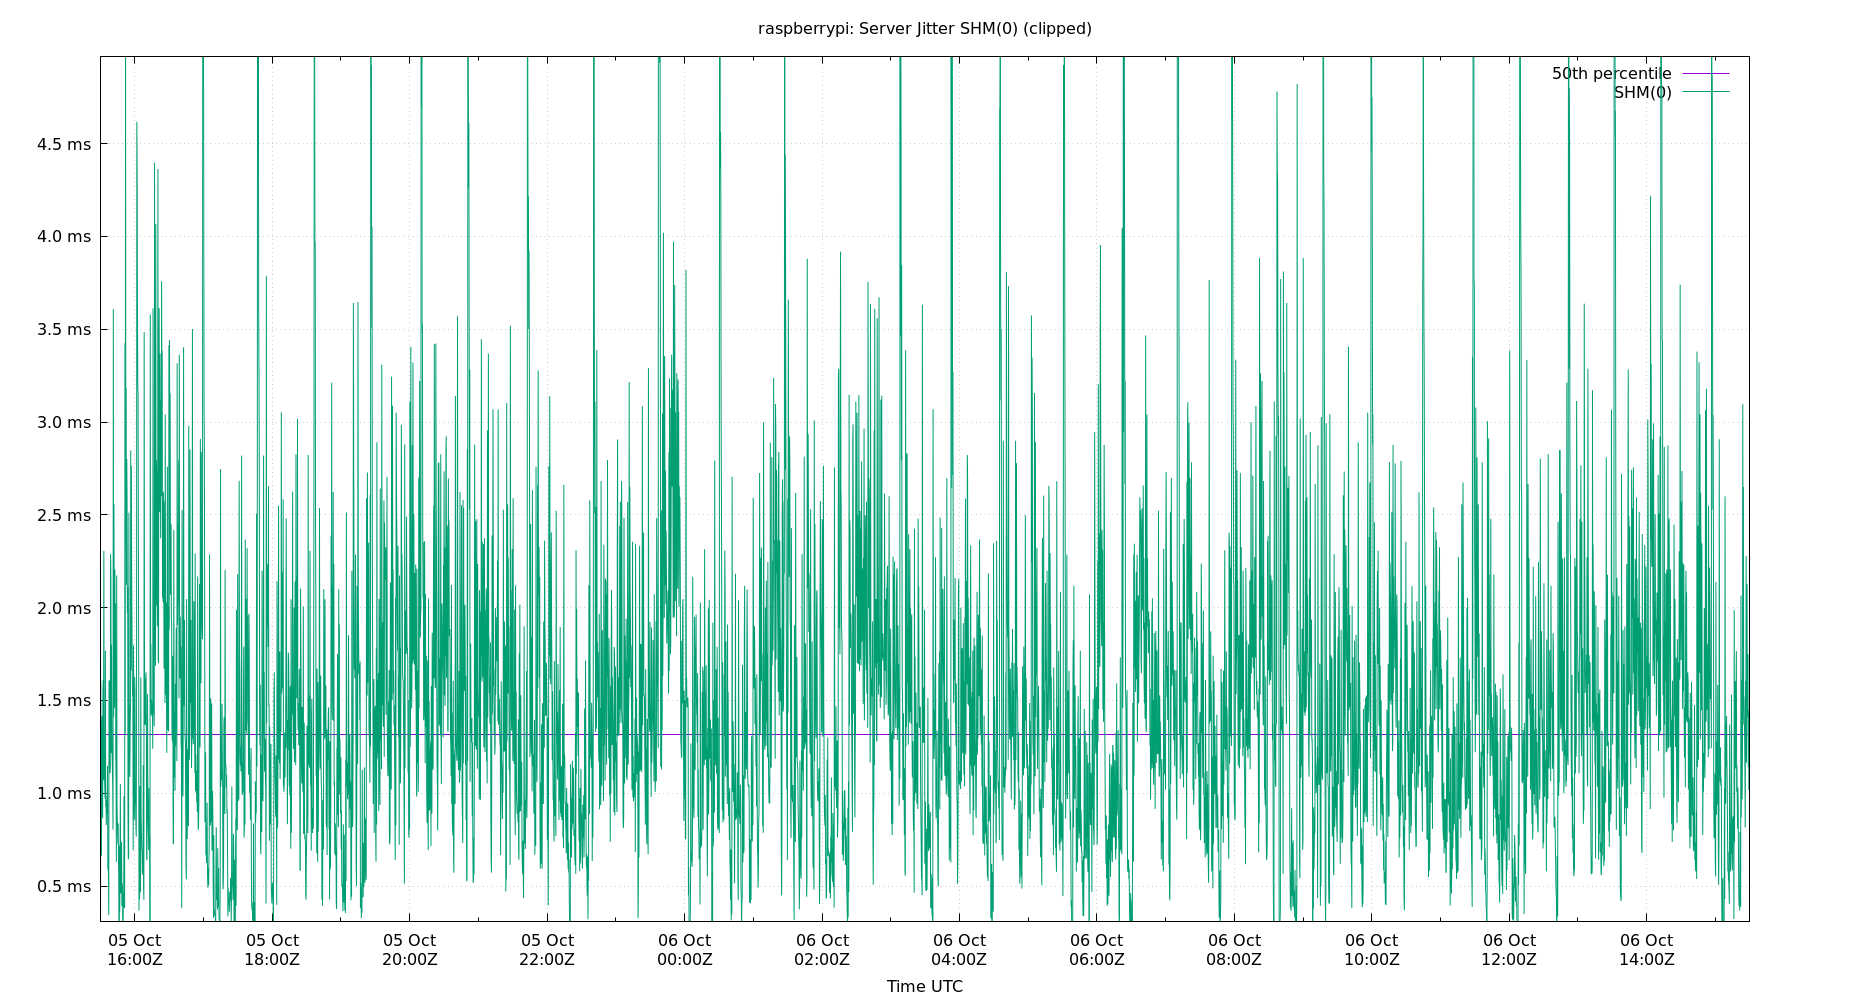 raspberrypi: Server Jitter SHM(0) (clipped)
50th percentile
SHM(0)
4.5 ms
4.0 ms
3.5 ms
3.0 ms
2.5 ms
2.0 ms
1.5 ms
1.0 ms
0.5 ms
05 Oct 05 Oct 05 Oct 05 Oct 06 Oct 06 Oct 06 Oct 06 Oct 06 Oct 06 Oct 06 Oct 06 Oct
16:00Z 18:00Z 20:00Z 22:00Z 00:00Z 02:00Z 04:00Z 06:00Z 08:00Z 10:00Z 12:00Z 14:00Z
Time UTC